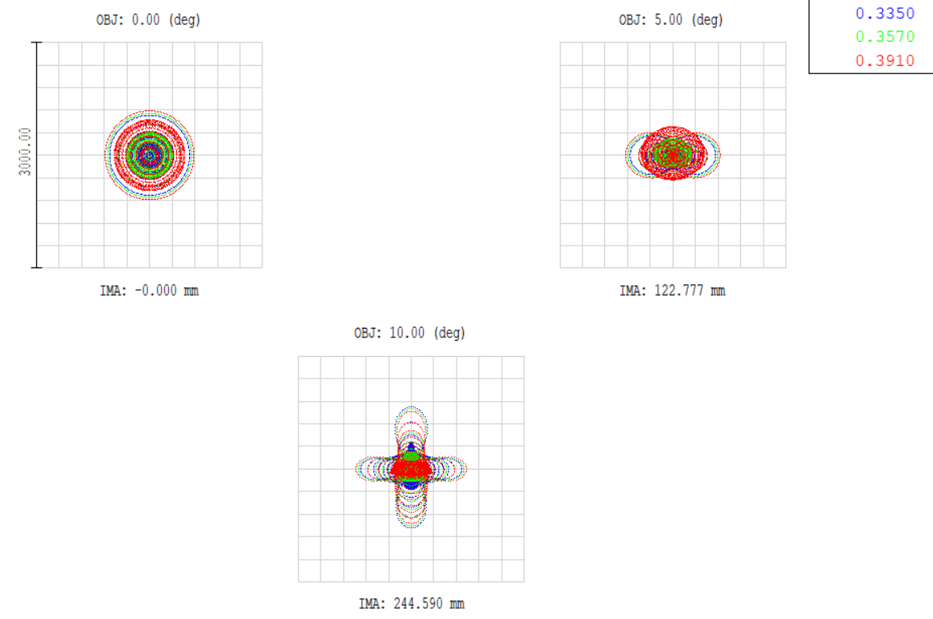 OBJ: 0.00 (deg)
OBJ: 5.00 (deg)
0.3350
0.3570
0.3910
3000.00
IMA: -0.000 mm
IMA: 122.777 mm
OBJ: 10.00 (deg)
IMA: 244.590 mm